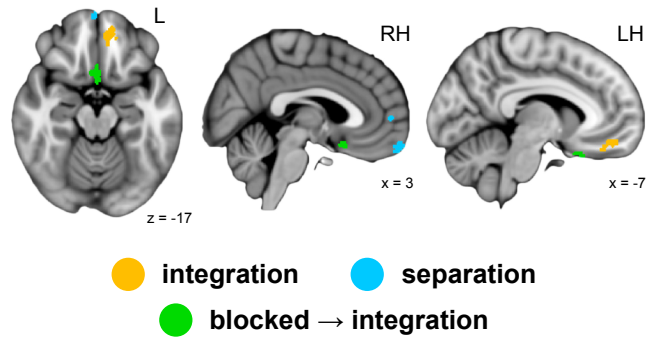 L
RH
LH
z = -17
x = 3
x = -7
integration
separation
blocked → integration